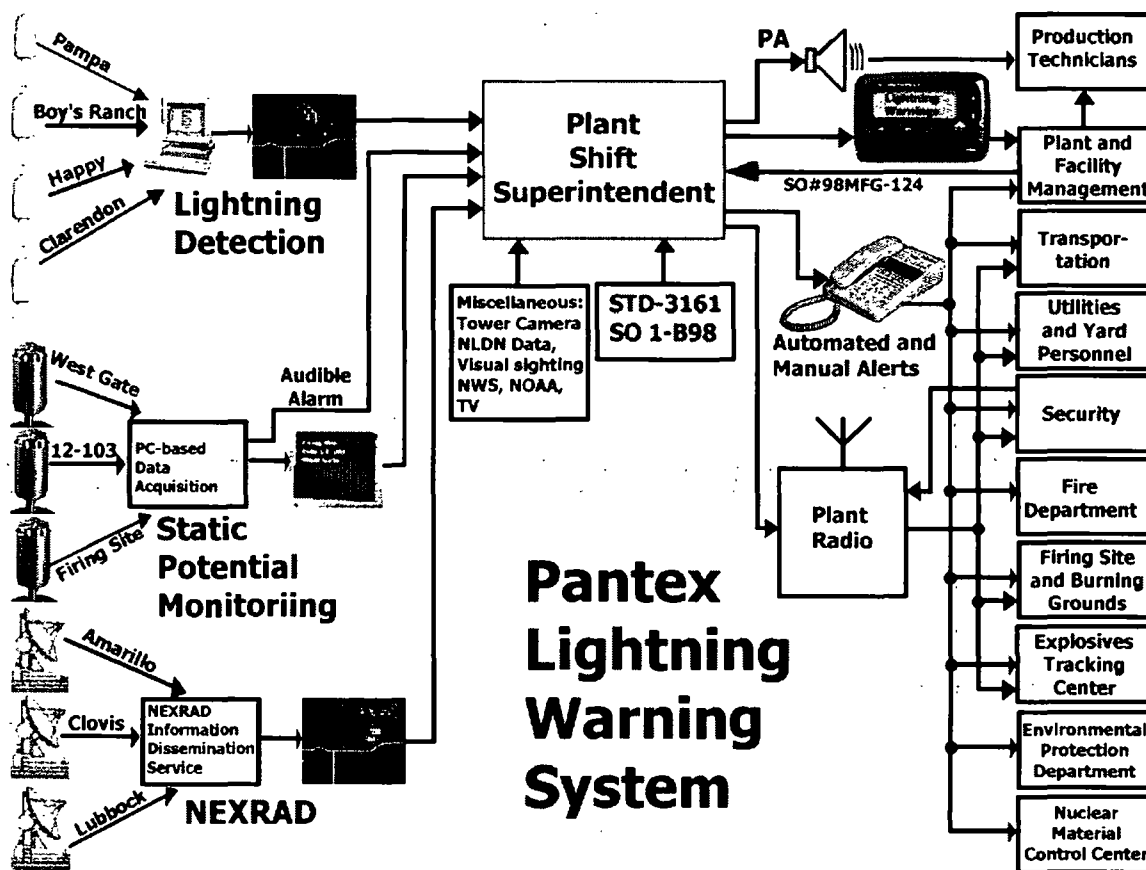 Pampa
Boy's Ranch
Happy
Clarendon
Lightning
Detection
West Gate
12-103
Firing Site
PC-based
Data
Acquisition
Audible
Alarm
Static
Potential
Monitoriing
Amarillo
Clovis
Lubbock
NEXRAD
Information
Dissemination
Service
NEXRAD
Plant
Shift
Superintendent
Miscellaneous:
Tower Camera
NLDN Data,
Visual sighting
NWS, NOAA,
TV
STD-3161
SO 1-B98
PA
Lightning
Warnings
SO#98MFG-124
Automated and
Manual Alerts
Plant
Radio
Pantex
Lightning
Warning
System
Production
Technicians
Plant and
Facility
Management
Transpor-
tation
Utilities
and Yard
Personnel
Security
Fire
Department
Firing Site
and Burning
Grounds
Explosives
Tracking
Center
Environmental
Protection
Department
Nuclear
Material
Control Center